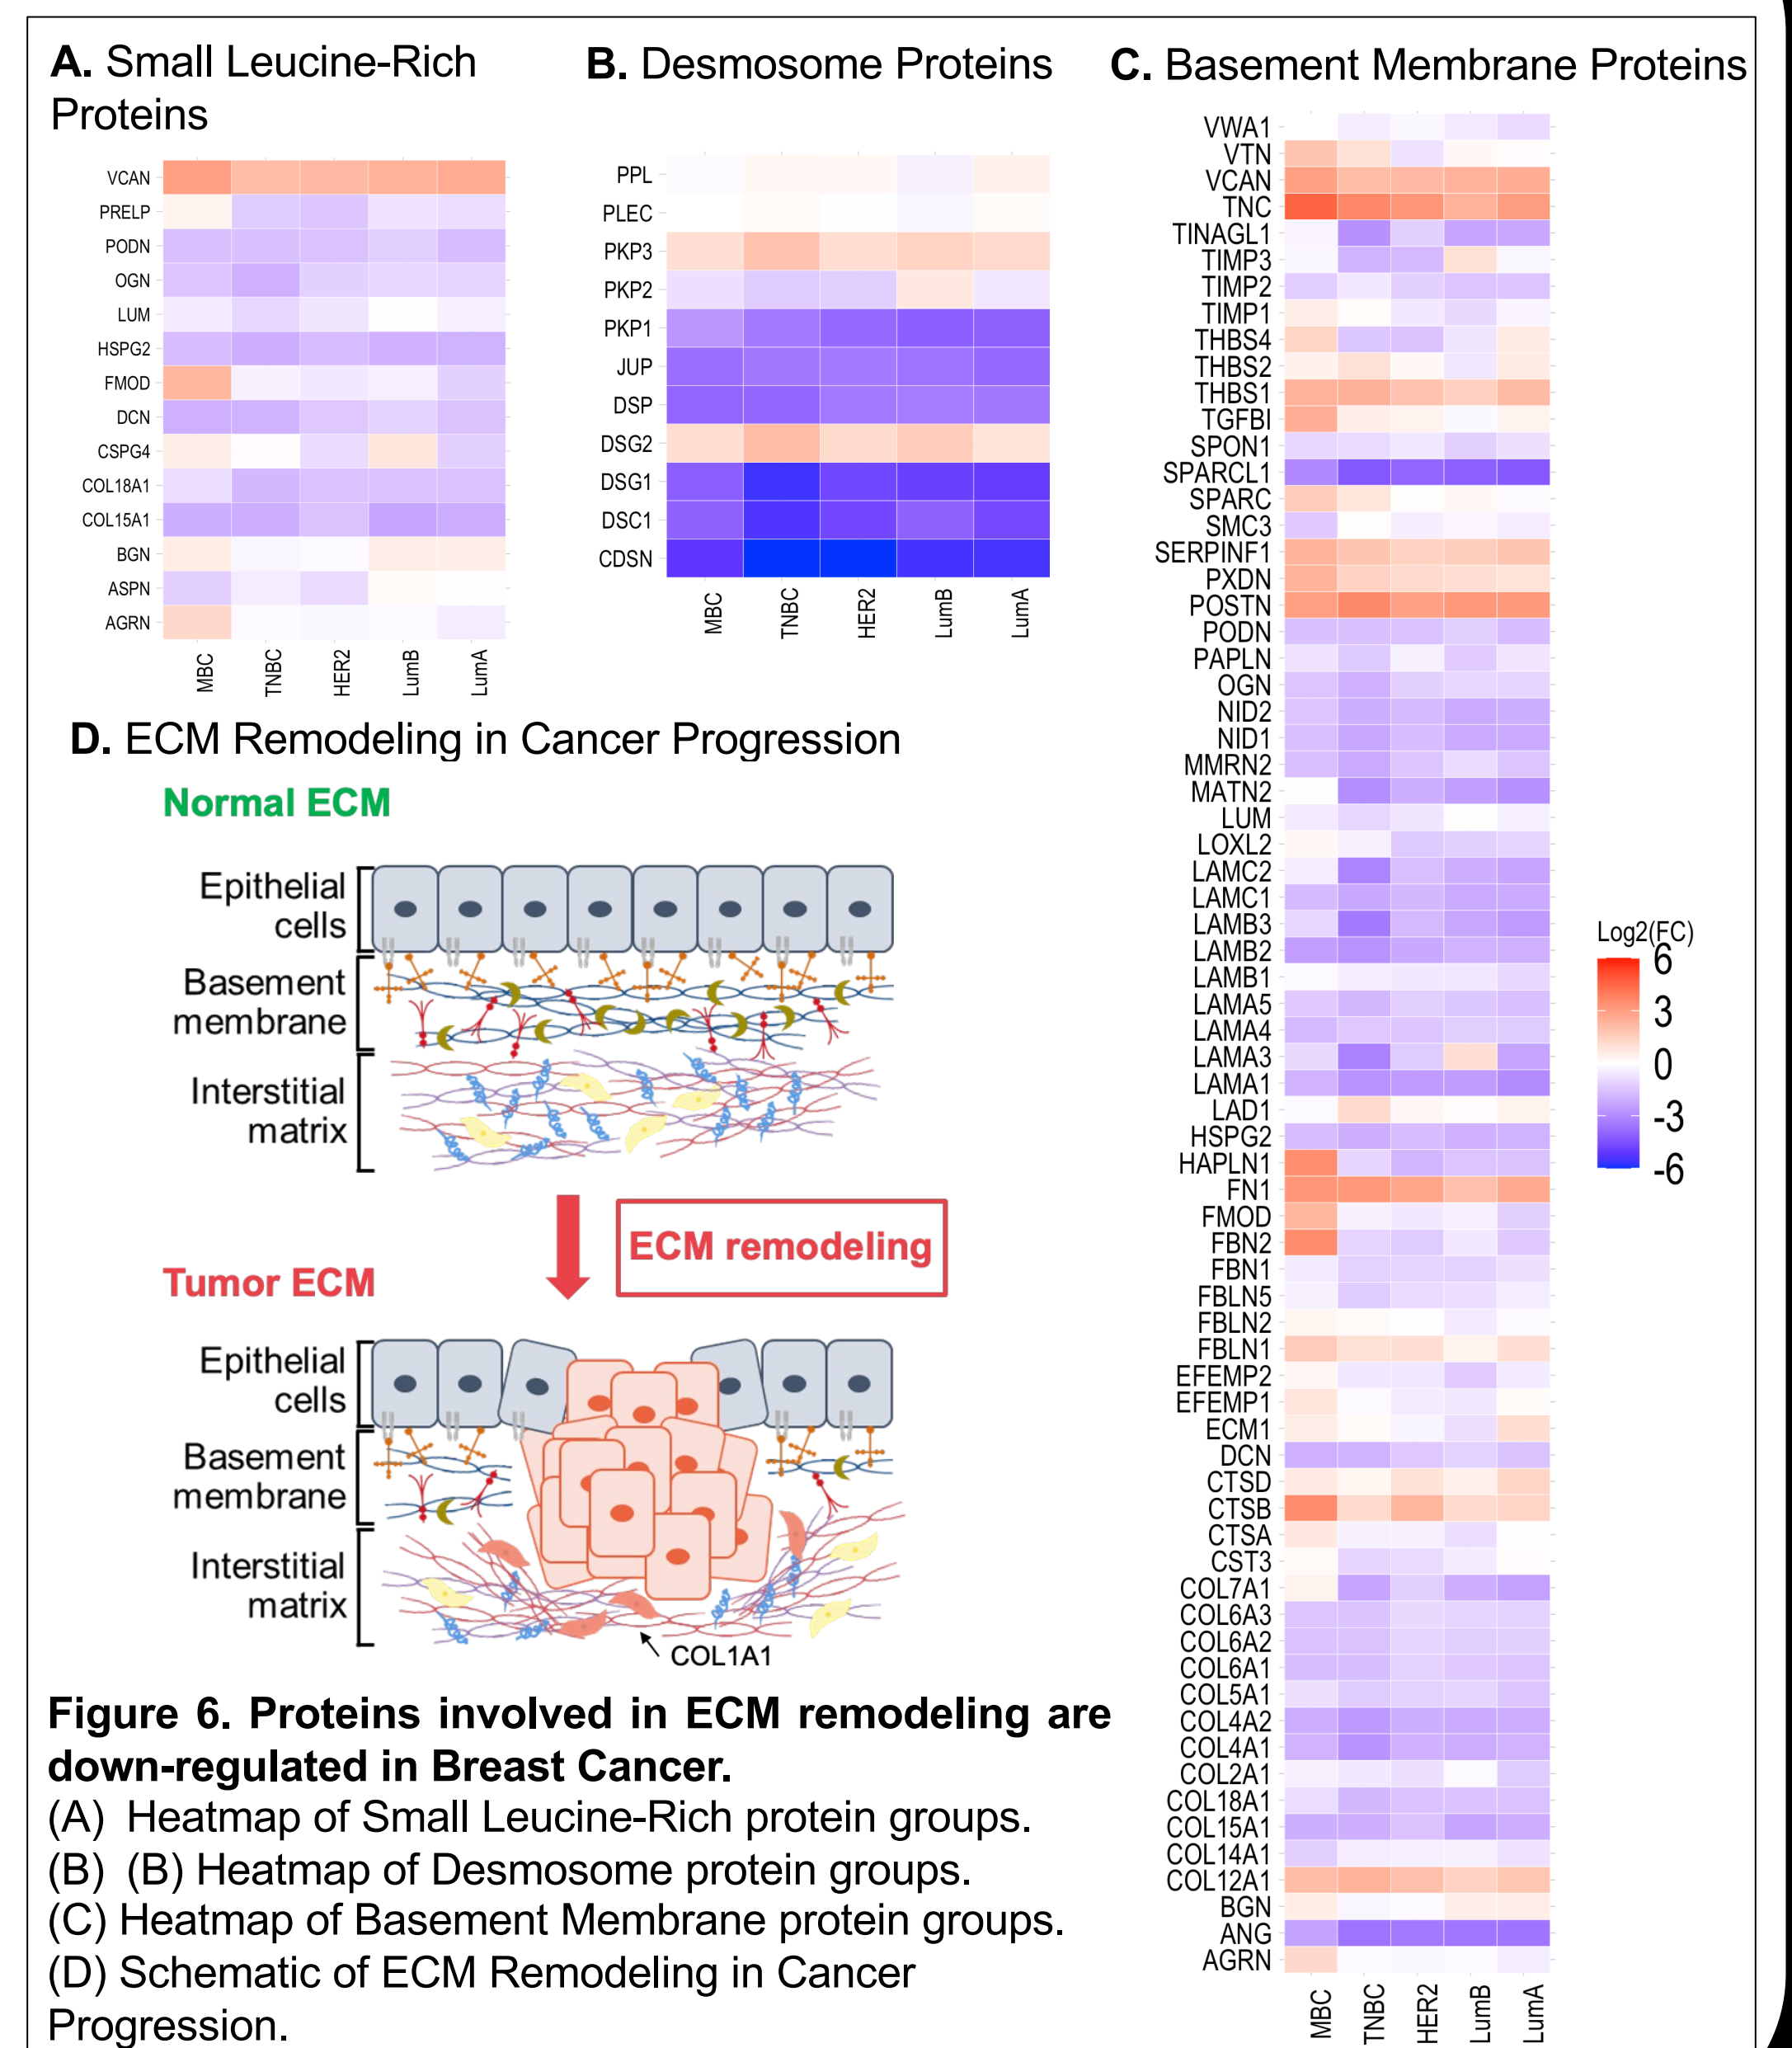 A. Small Leucine-Rich
Proteins
VCAN
PRELP
PODN
OGN
LUM
HSPG2
FMOD
DCN
CSPG4
COL18A1
COL15A1
BGN
ASPN
AGRN
MBC
TNBC
HER2
LumB
LumA
B. Desmosome Proteins
PPL
PLEC
PKP3
PKP2
PKP1
JUP
DSP
DSG2
DSG1
DSC1
CDSN
MBC
TNBC
HER2
LumB
LumA
C. Basement Membrane Proteins
VWA1
VTN
VCAN
TNC
TINAGL1
TIMP3
TIMP2
TIMP1
THBS4
THBS2
THBS1
TGFBI
SPON1
SPARCL1
SPARC
SMC3
SERPINF1
PXDN
POSTN
PODN
PAPLN
OGN
NID2
NID1
MMRN2
MATN2
LUM
LOXL2
LAMC2
LAMC1
LAMB3
LAMB2
LAMB1
LAMA5
LAMA4
LAMA3
LAMA1
LAD1
HSPG2
HAPLN1
FN1
FMOD
FBN2
FBN1
FBLN5
FBLN2
FBLN1
EFEMP2
EFEMP1
ECM1
DCN
CTSD
CTSB
CTSA
CST3
COL7A1
COL6A3
COL6A2
COL6A1
COL5A1
COL4A2
COL4A1
COL2A1
COL18A1
COL15A1
COL14A1
COL12A1
BGN
ANG
AGRN
MBC
TNBC
HER2
LumB
LumA
Log2(FC)
6
3
0
-3
-6
D. ECM Remodeling in Cancer Progression
Normal ECM
Epithelial
cells
Basement
membrane
Interstitial
matrix
ECM remodeling
Tumor ECM
Epithelial
cells
Basement
membrane
Interstitial
matrix
COL1A1
Figure 6. Proteins involved in ECM remodeling are
down-regulated in Breast Cancer.
(A) Heatmap of Small Leucine-Rich protein groups.
(B) (B) Heatmap of Desmosome protein groups.
(C) Heatmap of Basement Membrane protein groups.
(D) Schematic of ECM Remodeling in Cancer
Progression.